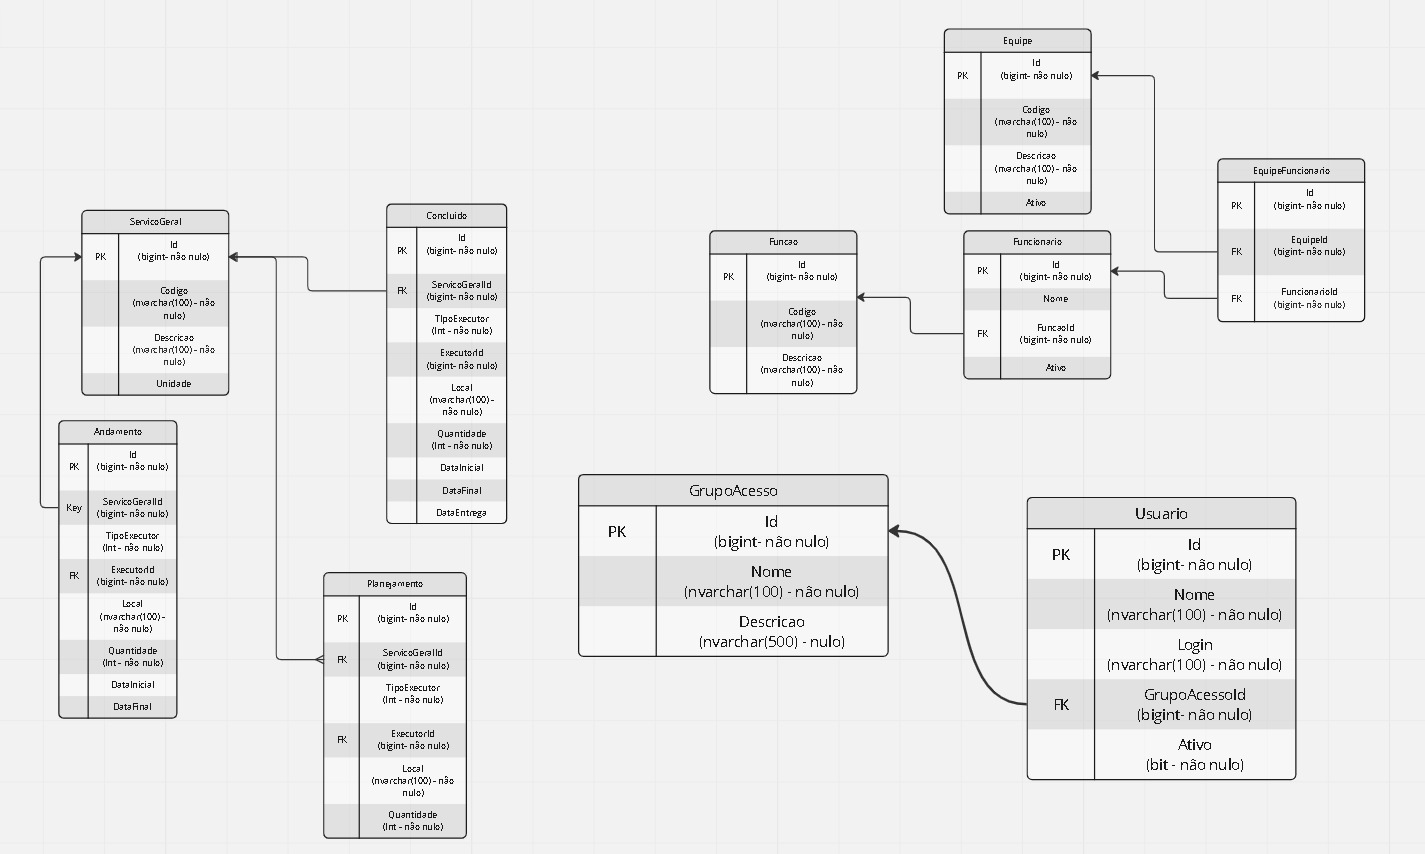 Equipe
PK
Id
(bigint- não nulo)
Codigo
(nvarchar(100) - não
nulo)
Descricao
(nvarchar(100) - não
nulo)
Ativo
EquipeFuncionario
PK
Id
(bigint- não nulo)
FK
EquipeId
(bigint- não nulo)
FK
FuncionarioId
(bigint- não nulo)
ServicoGeral
PK
Id
(bigint- não nulo)
Codigo
(nvarchar(100) - não
nulo)
Descricao
(nvarchar(100) - não
nulo)
Unidade
Concluido
PK
Id
(bigint- não nulo)
FK
ServicoGeralId
(bigint- não nulo)
TipoExecutor
(Int - não nulo)
ExecutorId
(bigint- não nulo)
Local
(nvarchar(100) -
não nulo)
Quantidade
(Int - não nulo)
DataInicial
DataFinal
DataEntrega
Funcao
PK
Id
(bigint- não nulo)
Codigo
(nvarchar(100) - não
nulo)
Descricao
(nvarchar(100) - não
nulo)
Funcionario
PK
Id
(bigint- não nulo)
Nome
FK
FuncaoId
(bigint- não nulo)
Ativo
Andamento
PK
Id
(bigint- não nulo)
Key
ServicoGeralId
(bigint- não nulo)
TipoExecutor
(Int - não nulo)
FK
ExecutorId
(bigint- não nulo)
Local
(nvarchar(100) -
não nulo)
Quantidade
(Int - não nulo)
DataInicial
DataFinal
Planejamento
PK
Id
(bigint- não nulo)
FK
ServicoGeralId
(bigint- não nulo)
TipoExecutor
(Int - não nulo)
FK
ExecutorId
(bigint- não nulo)
Local
(nvarchar(100) - não
nulo)
Quantidade
(Int - não nulo)
GrupoAcesso
PK
Id
(bigint- não nulo)
Nome
(nvarchar(100) - não nulo)
Descricao
(nvarchar(500) - nulo)
Usuario
PK
Id
(bigint- não nulo)
Nome
(nvarchar(100) - não nulo)
Login
(nvarchar(100) - não nulo)
FK
GrupoAcessoId
(bigint- não nulo)
Ativo
(bit - não nulo)